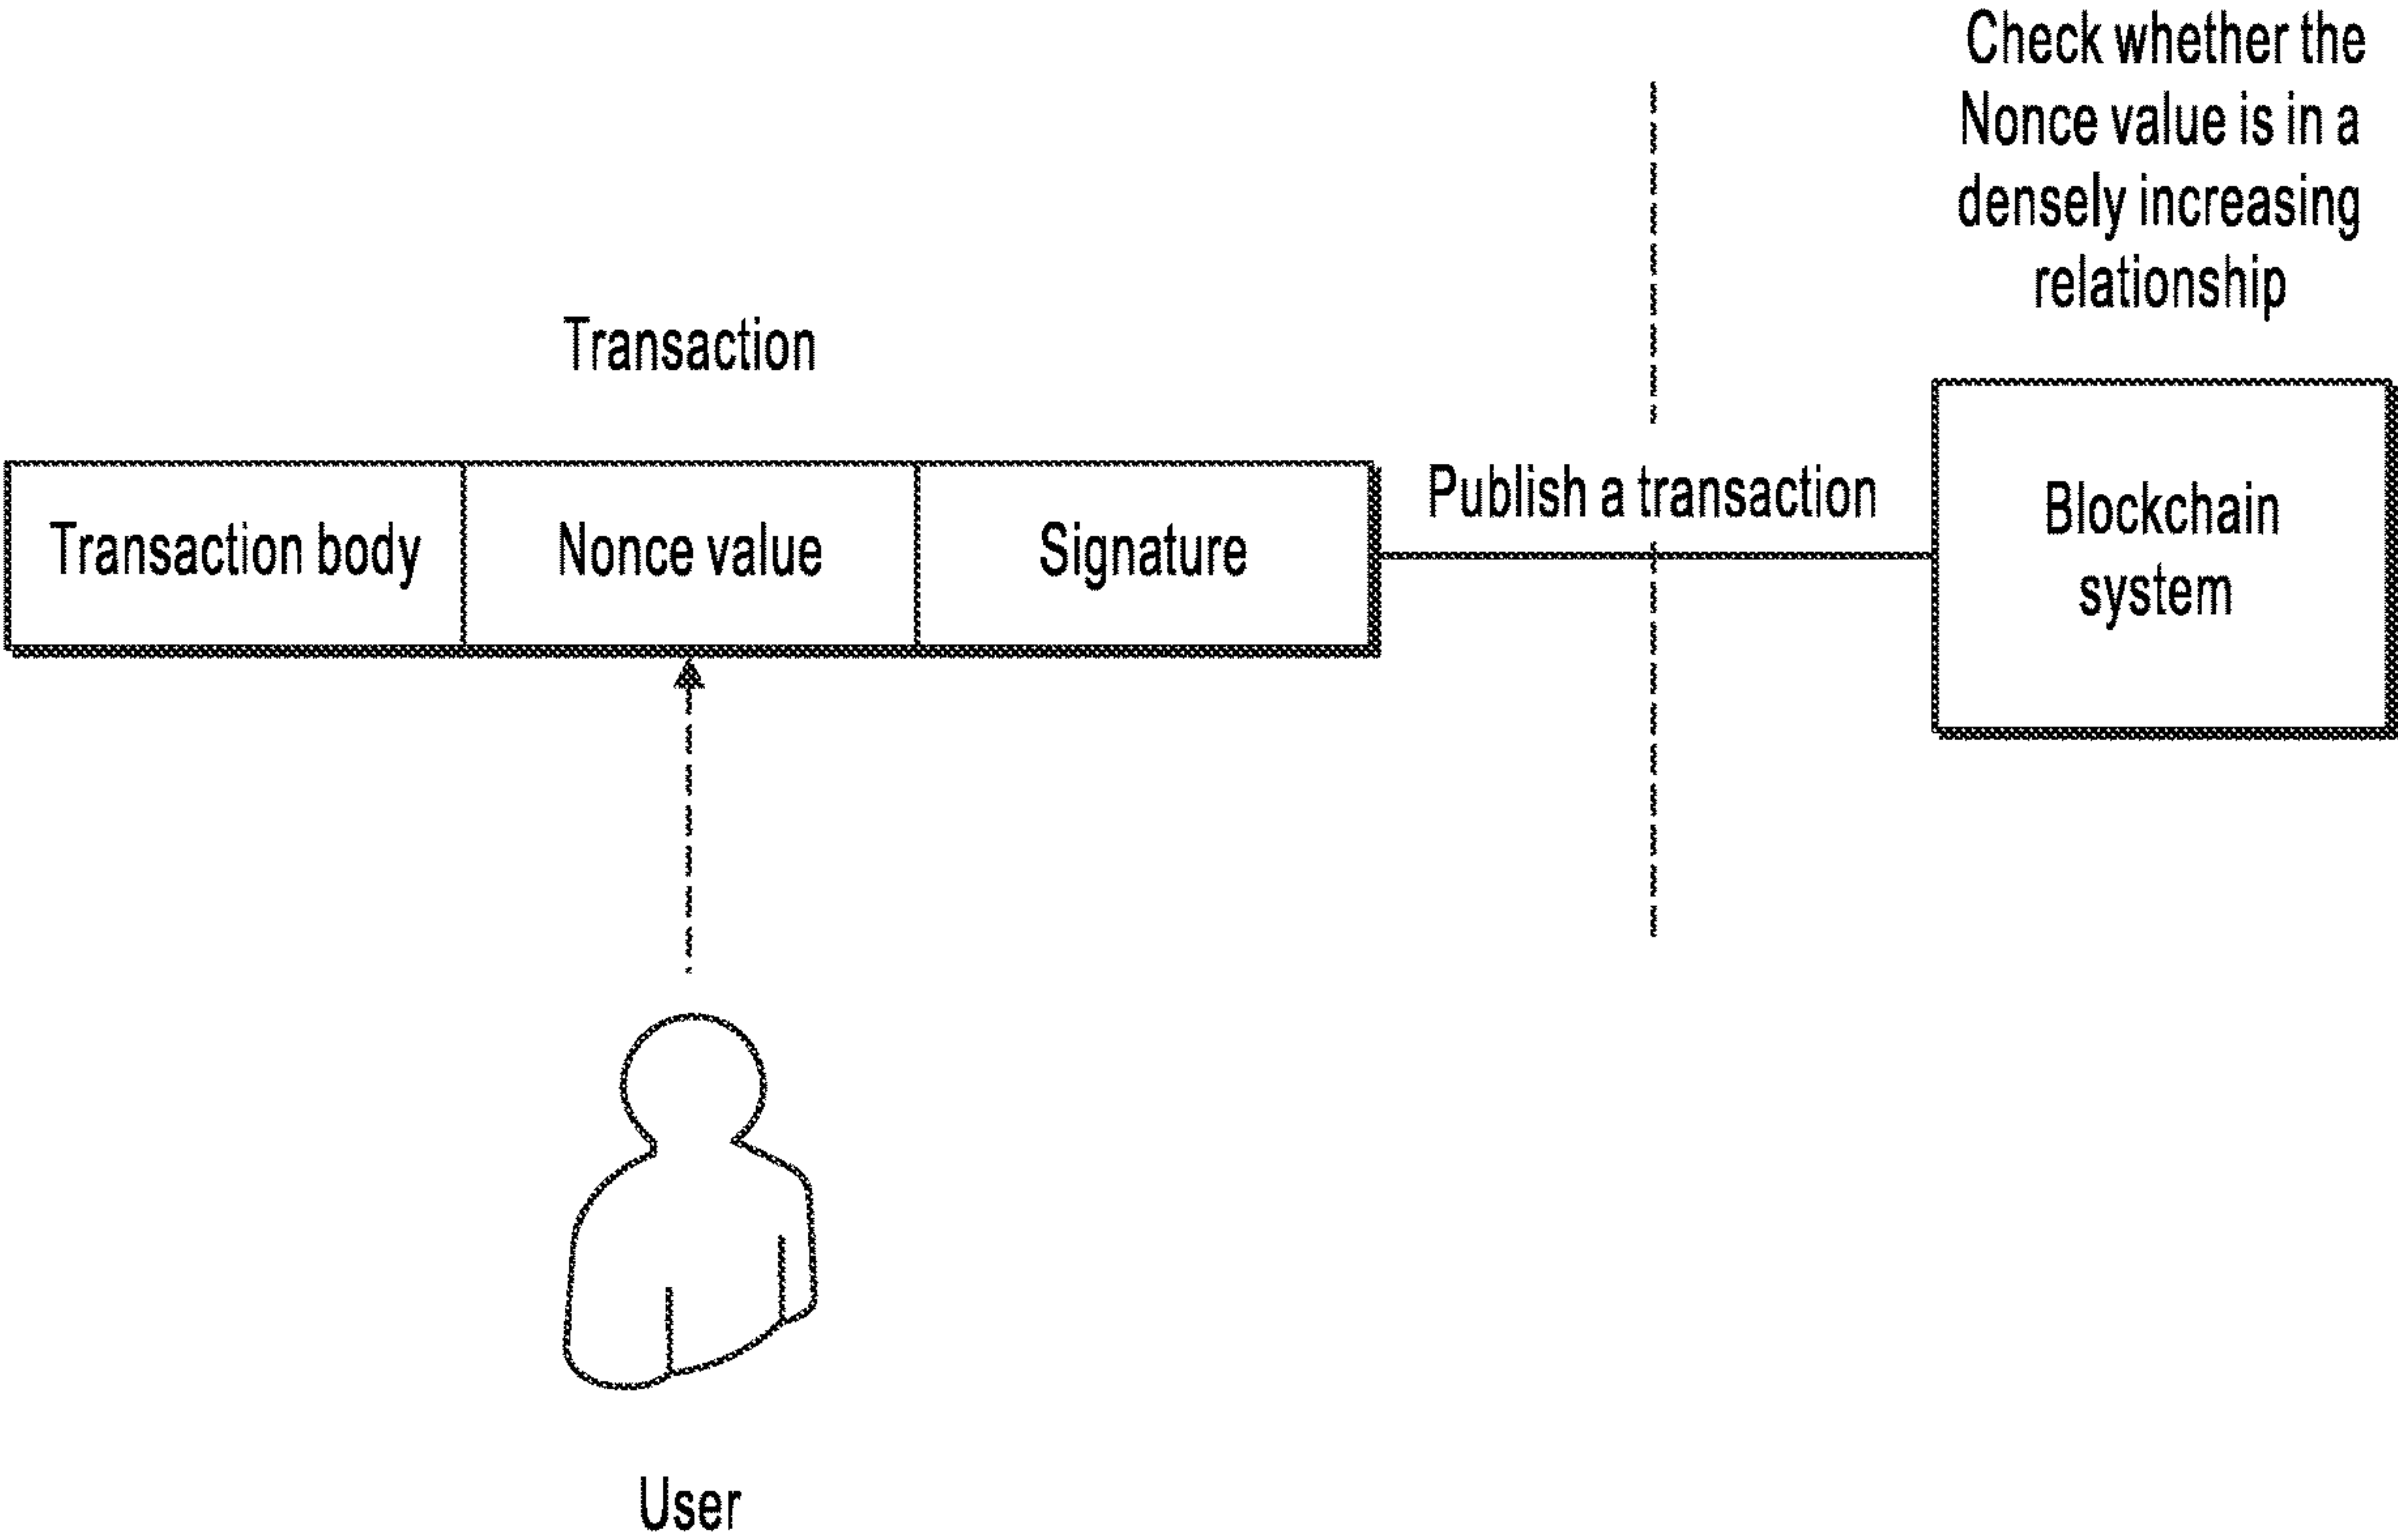 Check whether the
Nonce value is in a
densely increasing
relationship
Transaction
Transaction body
Nonce value
Signature
Publish a transaction
Blockchain
system
User